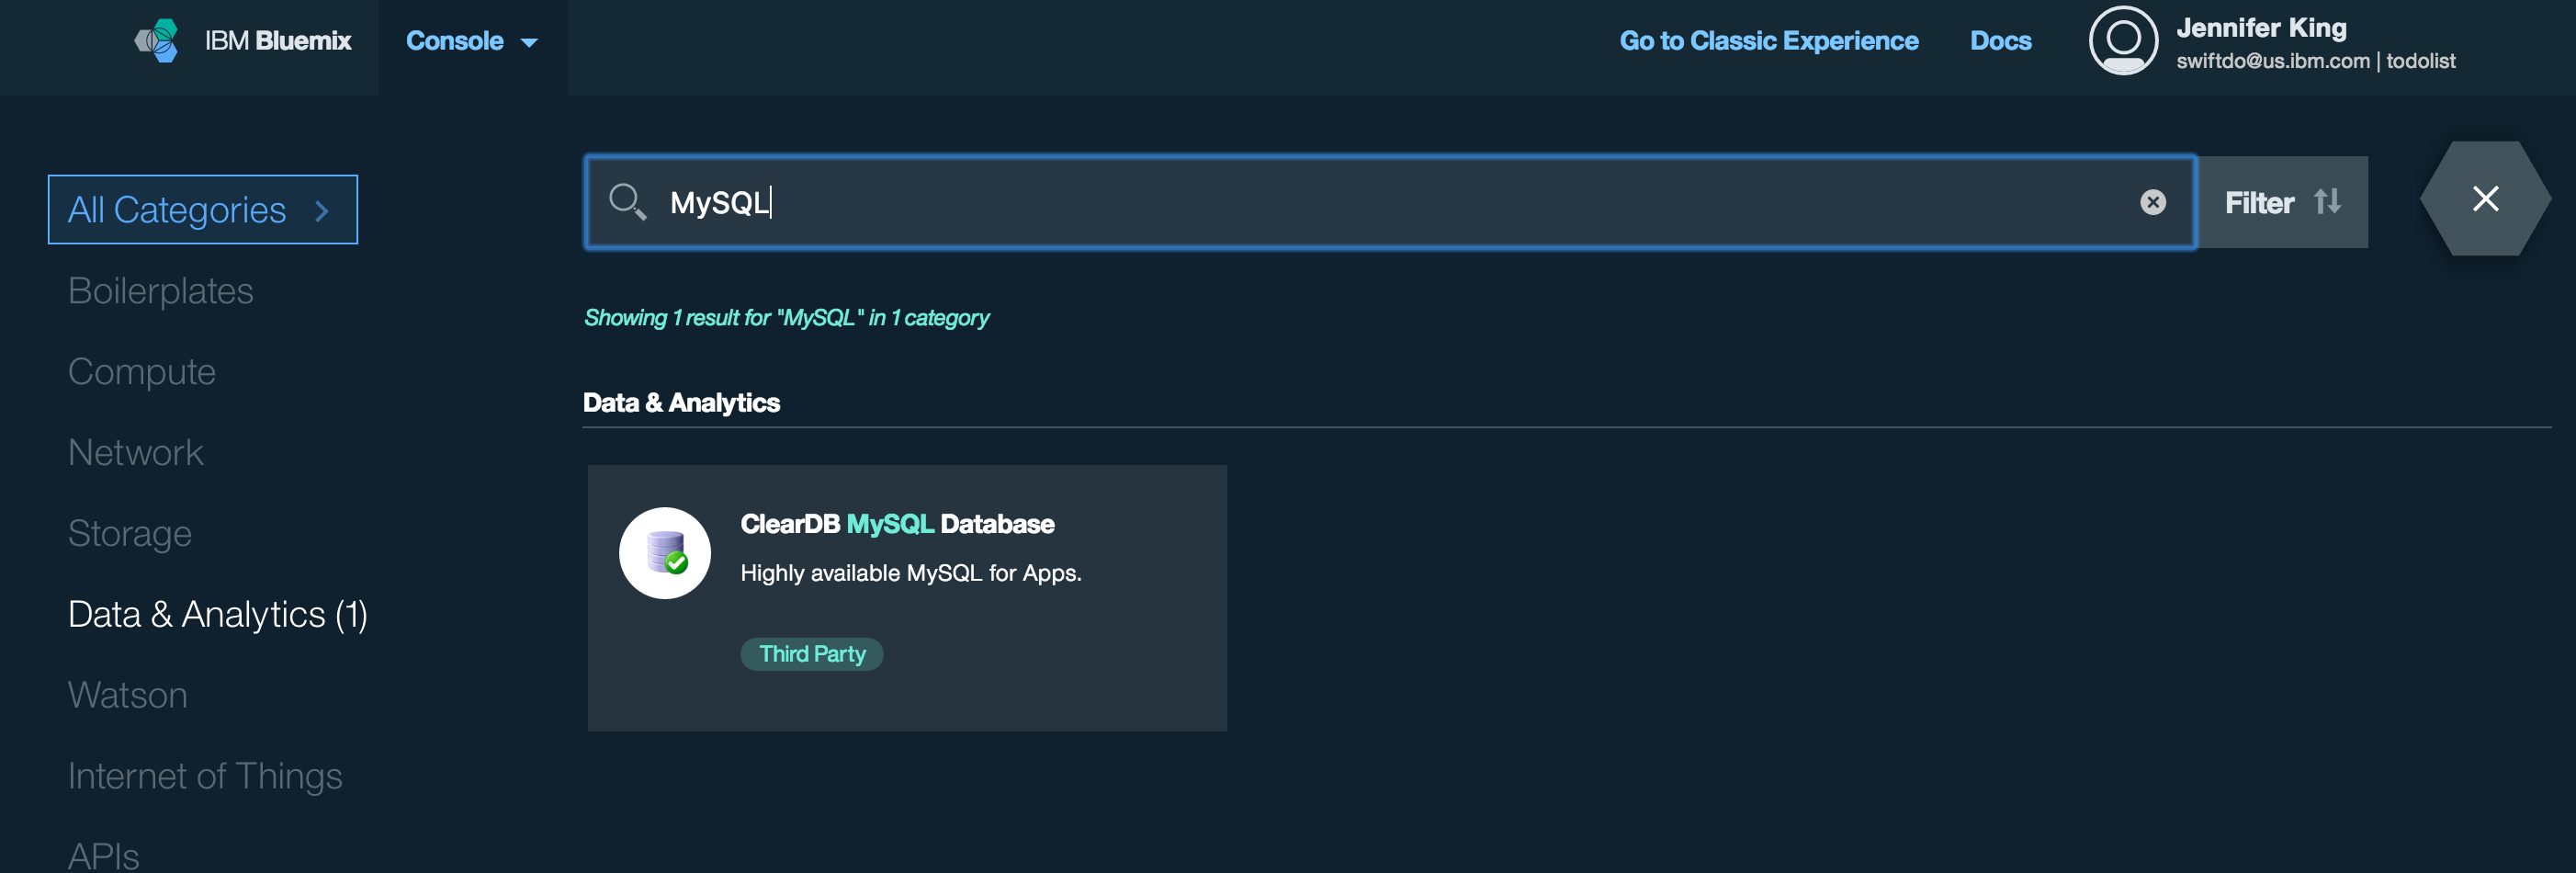 IBM Bluemix
Console
Go to Classic Experience
Docs
Jennifer King
swiftdo@us.ibm.com | todolist
All Categories
Boilerplates
Compute
Network
Storage
Data & Analytics (1)
Watson
Internet of Things
APIs
MySQL
Filter
Showing 1 result for "MySQL" in 1 category
Data & Analytics
ClearDB MySQL Database
Highly available MySQL for Apps.
Third Party